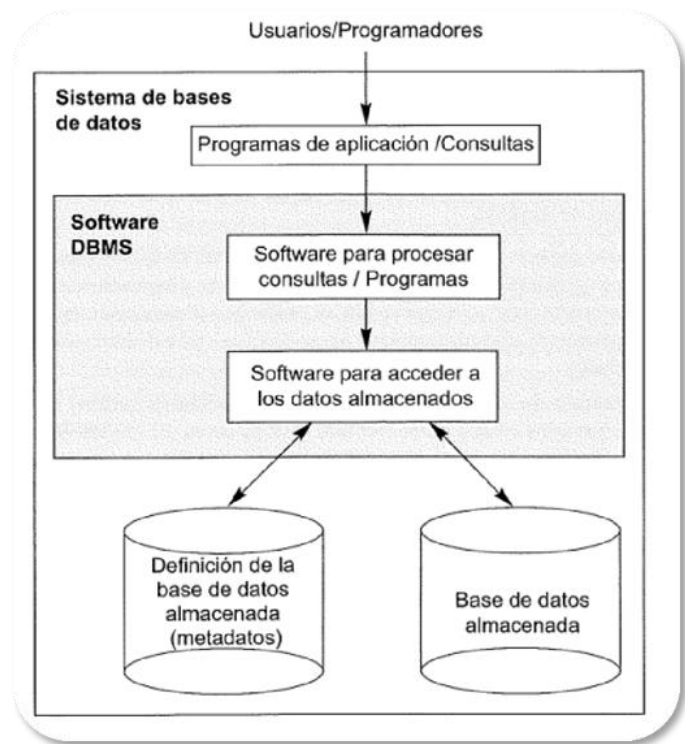 Usuarios/Programadores
Sistema de bases
de datos
Programas de aplicación /Consultas
Software
DBMS
Software para procesar
consultas / Programas
Software para acceder a
los datos almacenados
Definición de la
base de datos
almacenada
(metadatos)
Base de datos
almacenada